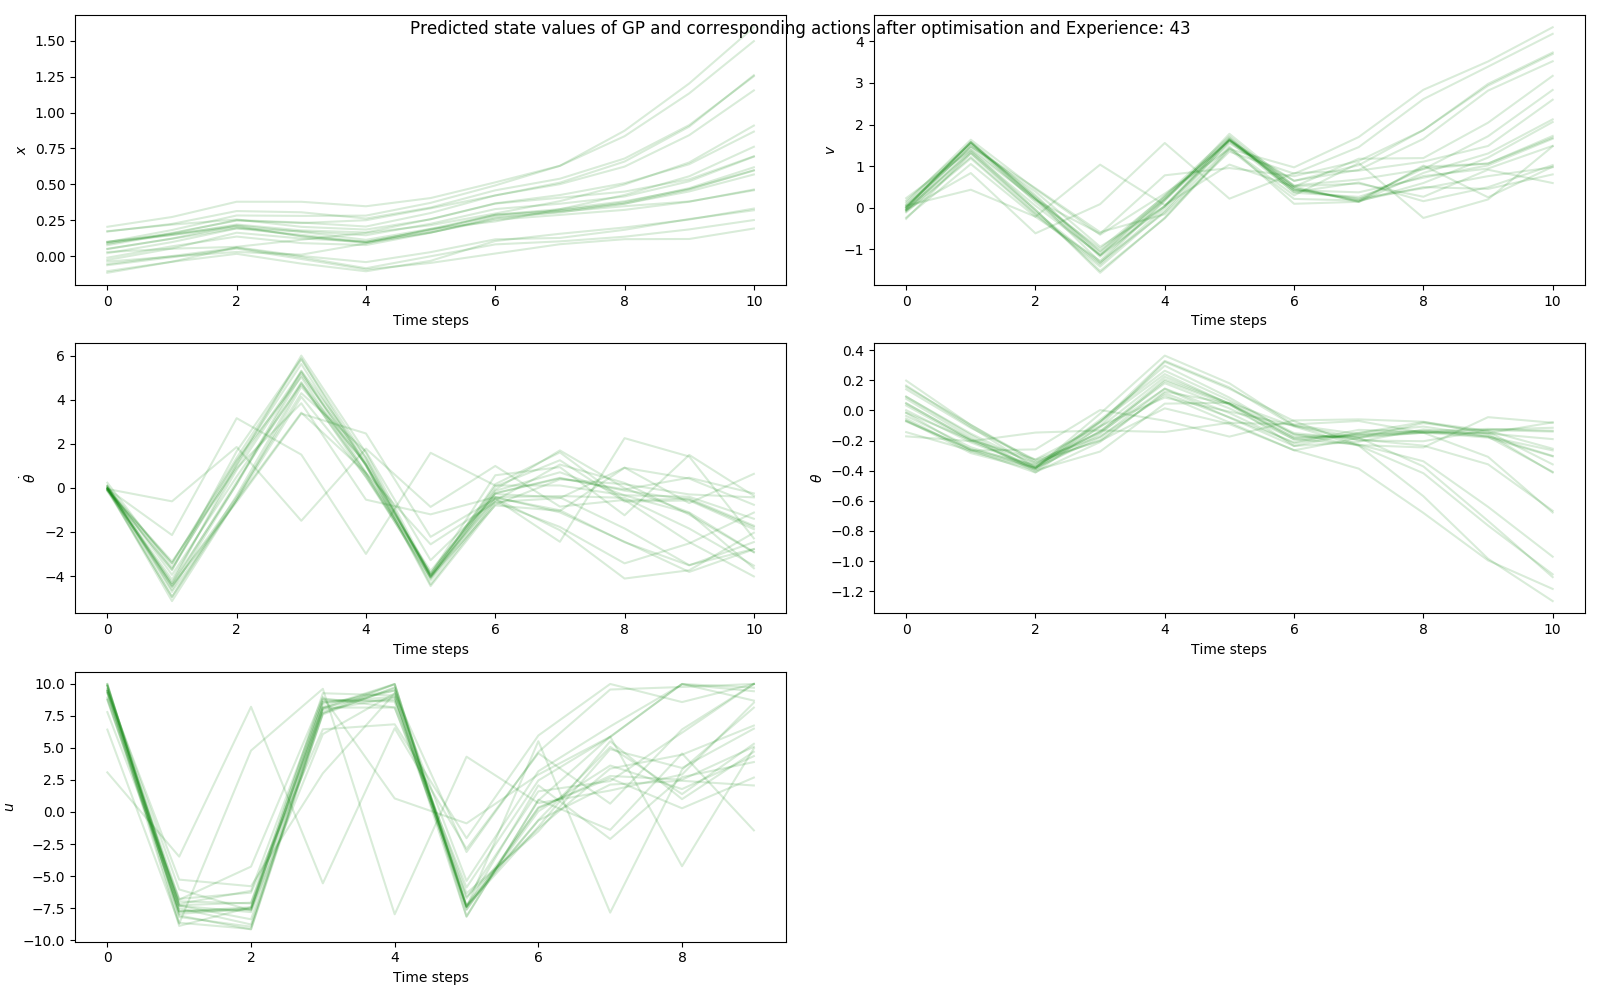 Predicted state values of GP and corresponding actions after optimisation and Experience: 43
1.50
1.25
1.00
0.75
0.50
0.25
0.00
x
0 2 4 6 8 10
Time steps
4
3
2
1
0
−1
v
0 2 4 6 8 10
Time steps
6
4
2
0
−2
−4
θ̇
0 2 4 6 8 10
Time steps
0.4
0.2
0.0
−0.2
−0.4
−0.6
−0.8
−1.0
−1.2
θ
0 2 4 6 8 10
Time steps
10.0
7.5
5.0
2.5
0.0
−2.5
−5.0
−7.5
−10.0
u
0 2 4 6 8
Time steps